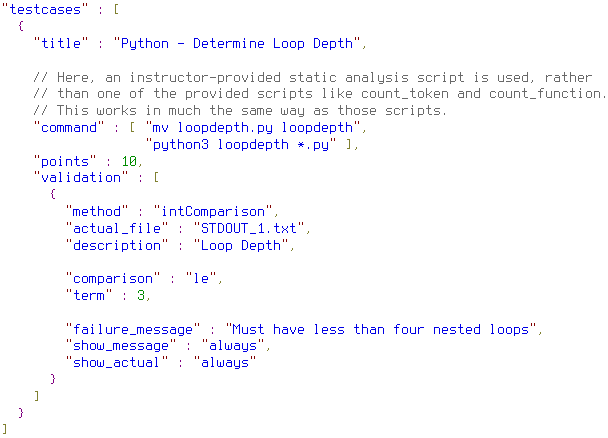 "testcases" : [
  {
    "title" : "Python - Determine Loop Depth",

    // Here, an instructor-provided static analysis script is used, rather
    // than one of the provided scripts like count_token and count_function.
    // This works in much the same way as those scripts.
    "command" : [ "mv loopdepth.py loopdepth",
                  "python3 loopdepth *.py" ],
    "points" : 10,
    "validation" : [
      {
        "method" : "intComparison",
        "actual_file" : "STDOUT_1.txt",
        "description" : "Loop Depth",

        "comparison" : "le",
        "term" : 3,

        "failure_message" : "Must have less than four nested loops",
        "show_message" : "always",
        "show_actual" : "always"
      }
    ]
  }
]